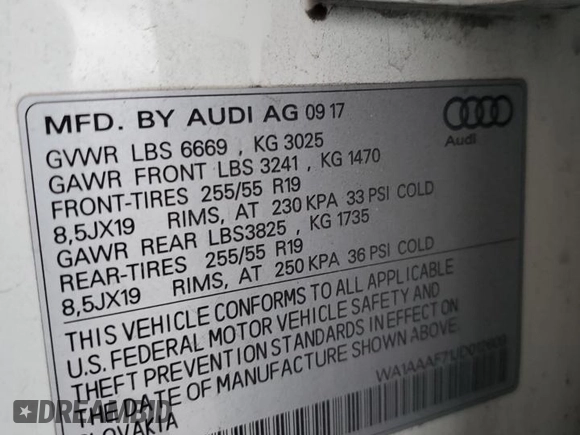 MFD. BY AUDI AG 09 17
GVWR LBS 6669 , KG 3025
GAWR FRONT LBS 3241 , KG 1470
FRONT-TIRES 255/55 R19
8,5JX19 RIMS, AT 230 KPA 33 PSI COLD
GAWR REAR LBS3825 , KG 1735
REAR-TIRES 255/55 R19
8,5JX19 RIMS, AT 250 KPA 36 PSI COLD
THIS VEHICLE CONFORMS TO ALL APPLICABLE
U.S. FEDERAL MOTOR VEHICLE SAFETY AND
THEFT PREVENTION STANDARDS IN EFFECT ON
THE DATE OF MANUFACTURE SHOWN ABOVE.
SLOVAKIA
Audi
DREAMBID